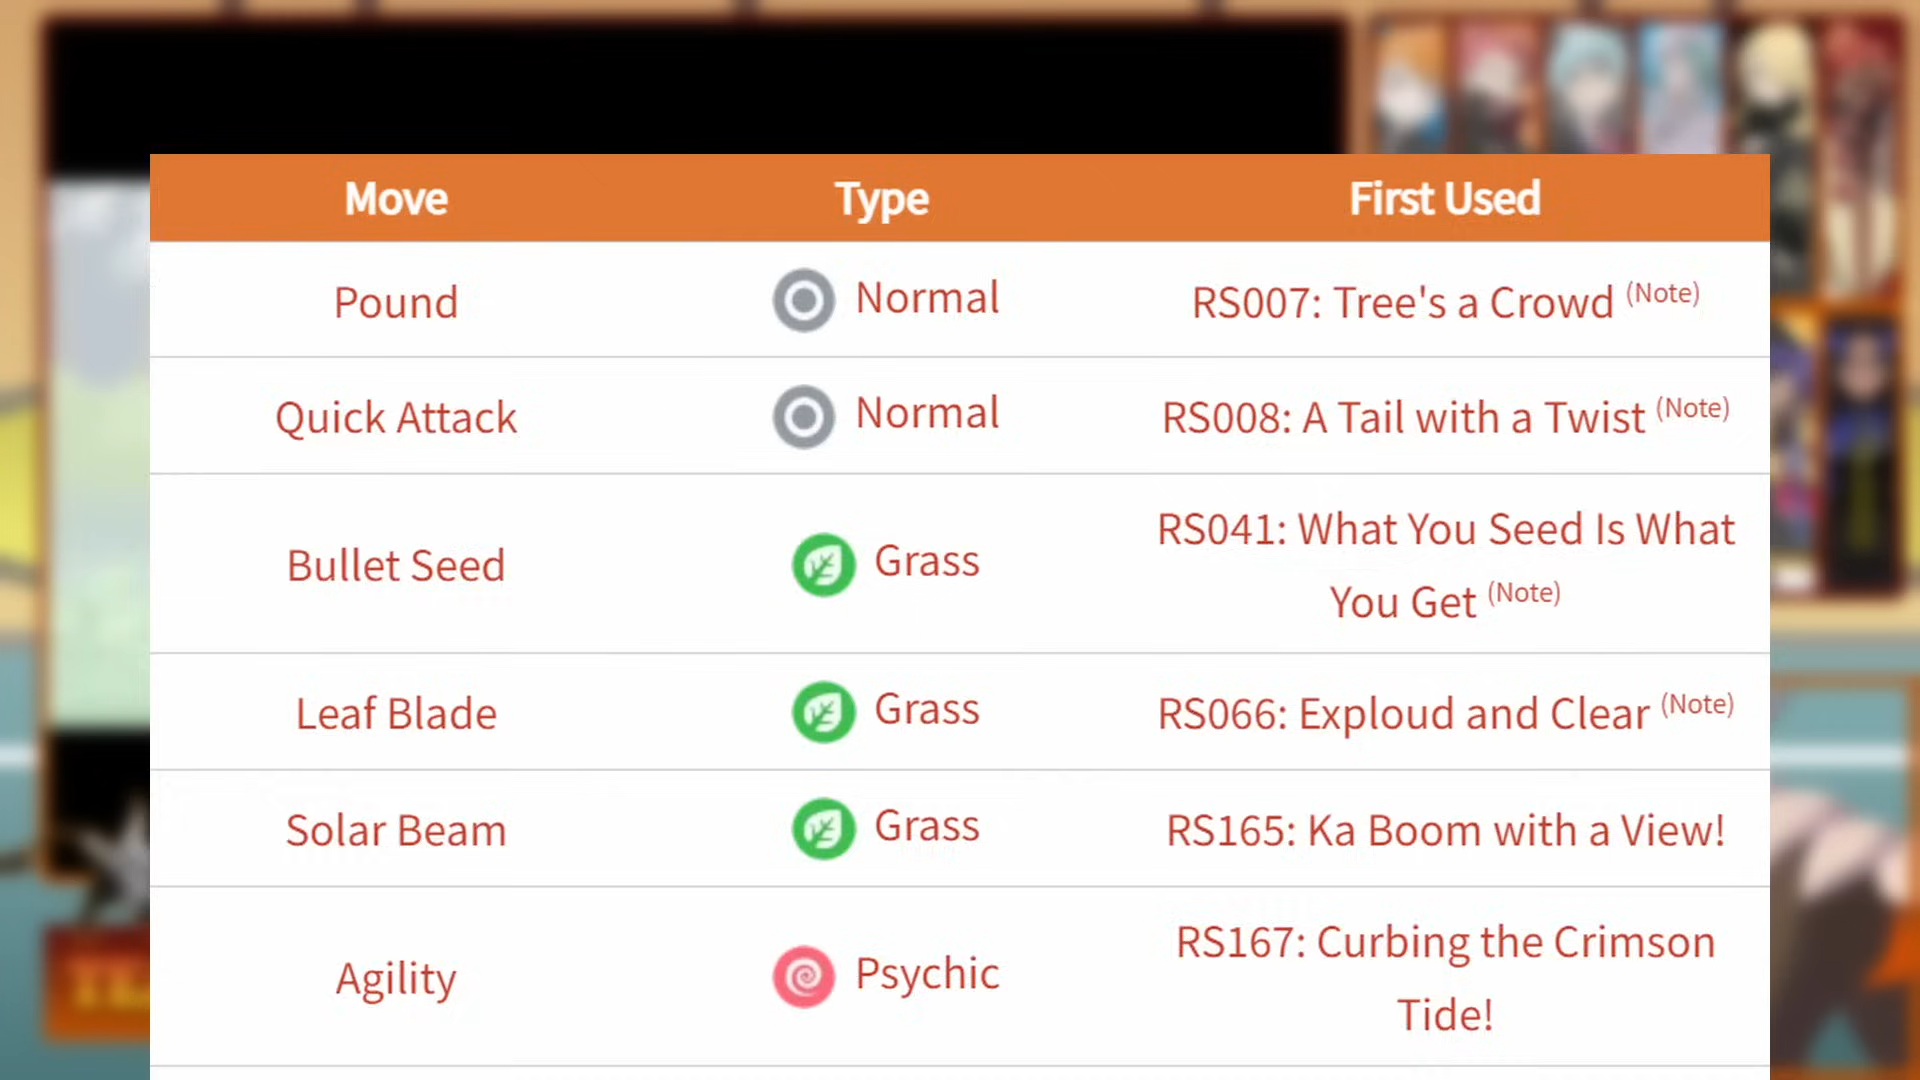 Move Type First Used
Pound Normal RS007: Tree's a Crowd (Note)
Quick Attack Normal RS008: A Tail with a Twist (Note)
Bullet Seed Grass RS041: What You Seed Is What
You Get (Note)
Leaf Blade Grass RS066: Exploud and Clear (Note)
Solar Beam Grass RS165: Ka Boom with a View!
Agility Psychic RS167: Curbing the Crimson
Tide!